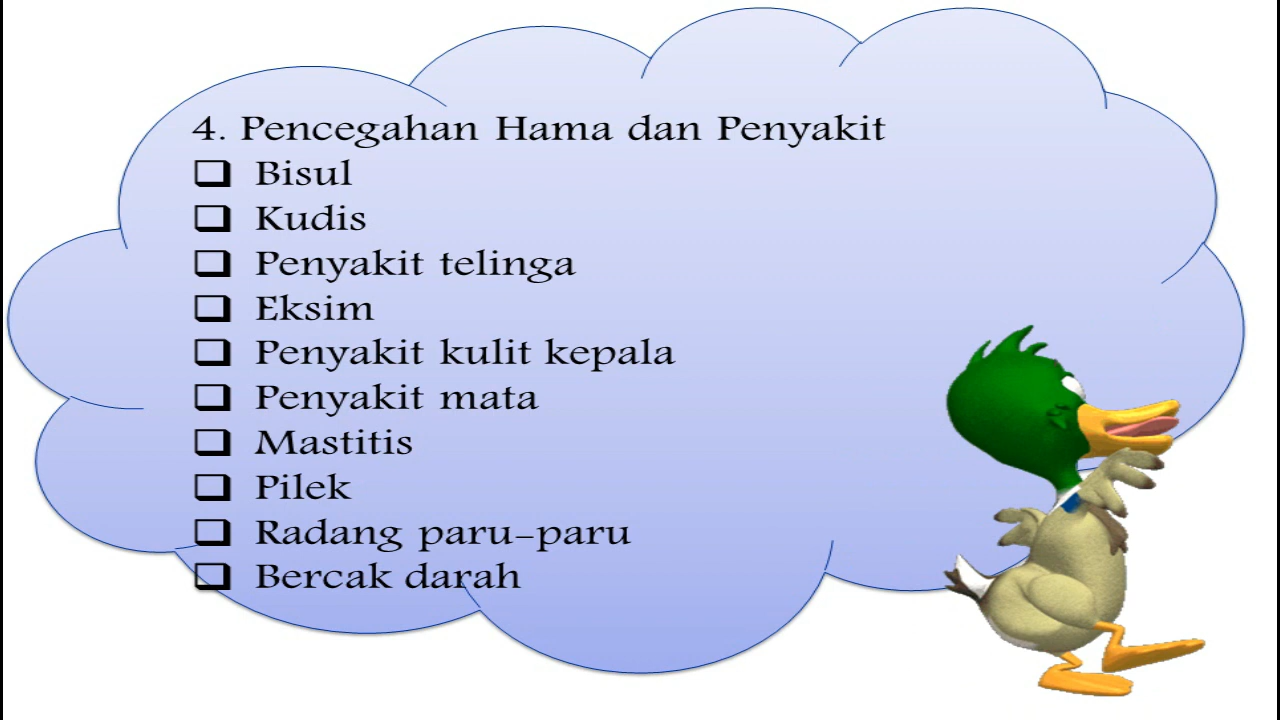 4. Pencegahan Hama dan Penyakit
❑ Bisul
❑ Kudis
❑ Penyakit telinga
❑ Eksim
❑ Penyakit kulit kepala
❑ Penyakit mata
❑ Mastitis
❑ Pilek
❑ Radang paru-paru
❑ Bercak darah